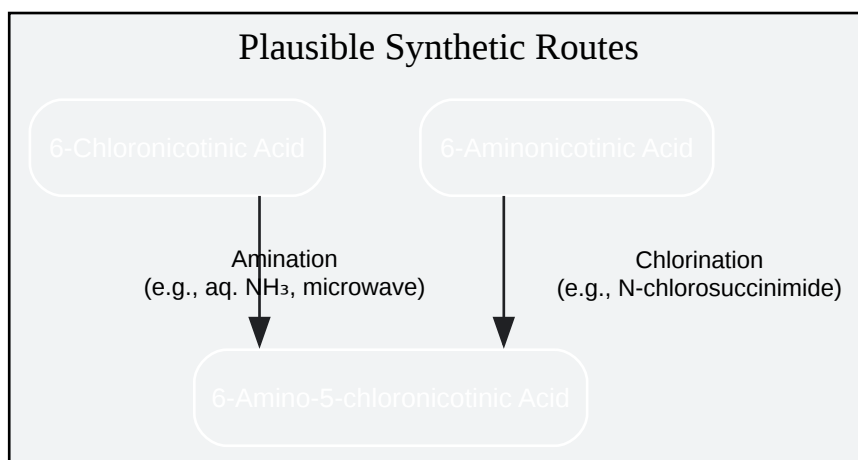 Plausible Synthetic Routes
6-Chloronicotinic Acid
6-Aminonicotinic Acid
Amination
(e.g., aq. NH₃, microwave)
Chlorination
(e.g., N-chlorosuccinimide)
6-Amino-5-chloronicotinic Acid